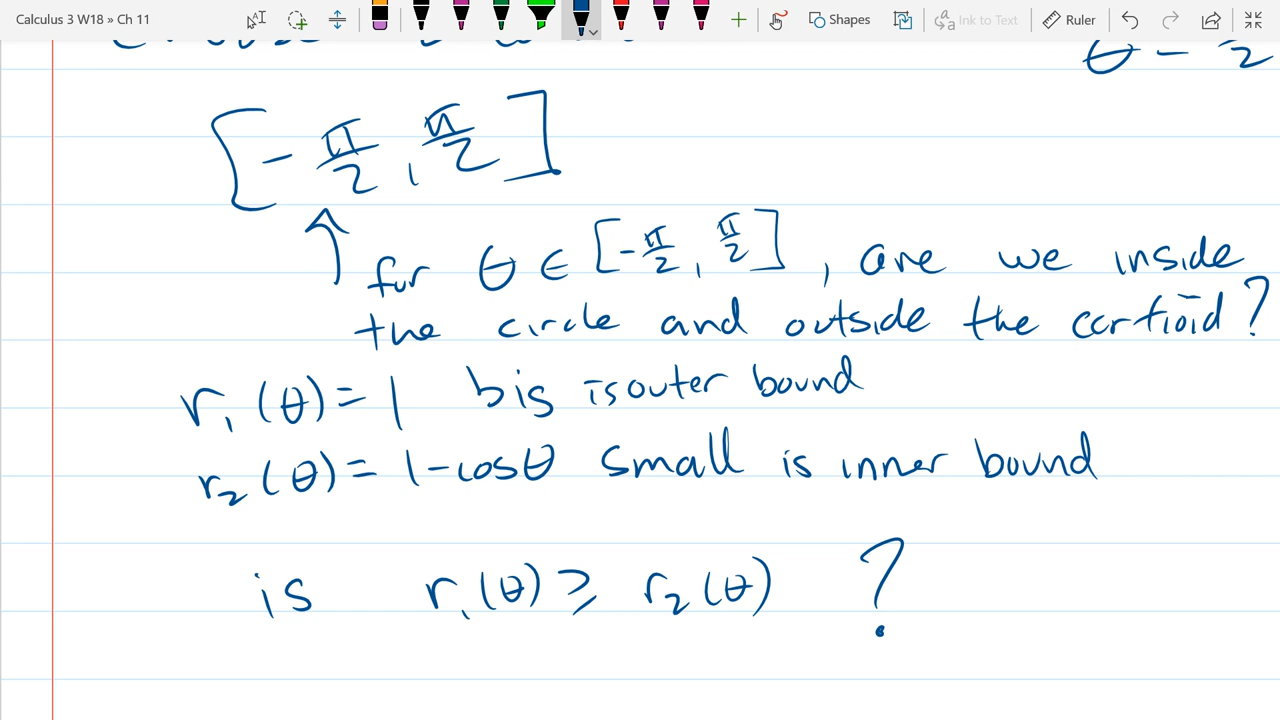 Calculus 3 W18 » Ch 11
Shapes
Link to Text
Ruler
[-π/2, π/2]
for θ ∈ [-π/2, π/2], are we inside
the circle and outside the cartioid?
r₁(θ) = 1 big is outer bound
r₂(θ) = 1-cosθ small is inner bound
is r₁(θ) ≥ r₂(θ) ?